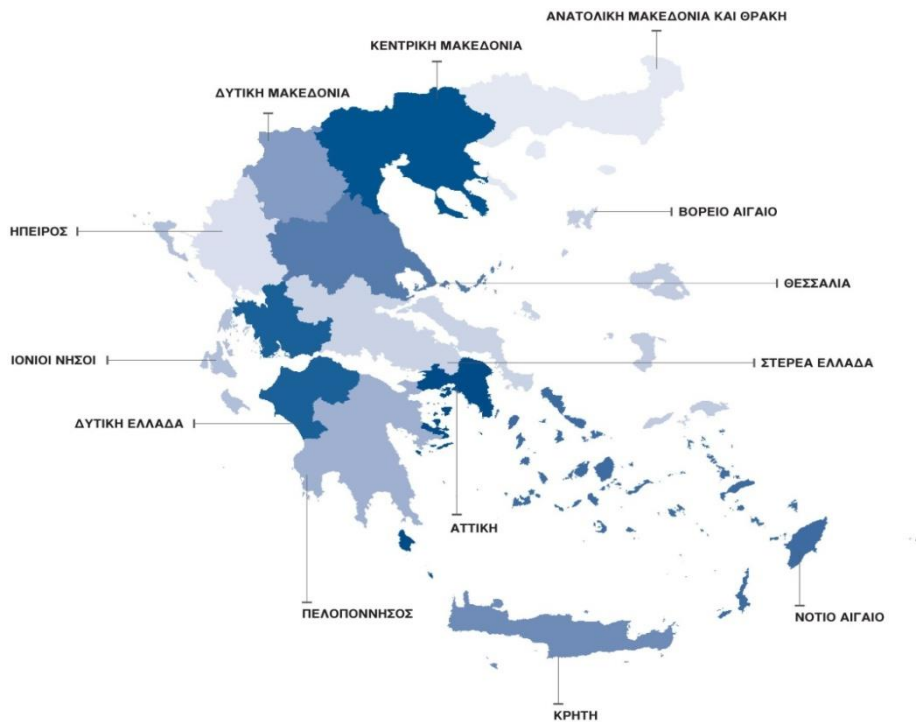 ΑΝΑΤΟΛΙΚΗ ΜΑΚΕΔΟΝΙΑ ΚΑΙ ΘΡΑΚΗ
ΚΕΝΤΡΙΚΗ ΜΑΚΕΔΟΝΙΑ
ΔΥΤΙΚΗ ΜΑΚΕΔΟΝΙΑ
ΒΟΡΕΙΟ ΑΙΓΑΙΟ
ΗΠΕΙΡΟΣ
ΘΕΣΣΑΛΙΑ
ΙΟΝΙΟΙ ΝΗΣΟΙ
ΣΤΕΡΕΑ ΕΛΛΑΔΑ
ΔΥΤΙΚΗ ΕΛΛΑΔΑ
ΑΤΤΙΚΗ
ΠΕΛΟΠΟΝΝΗΣΟΣ
ΝΟΤΙΟ ΑΙΓΑΙΟ
ΚΡΗΤΗ